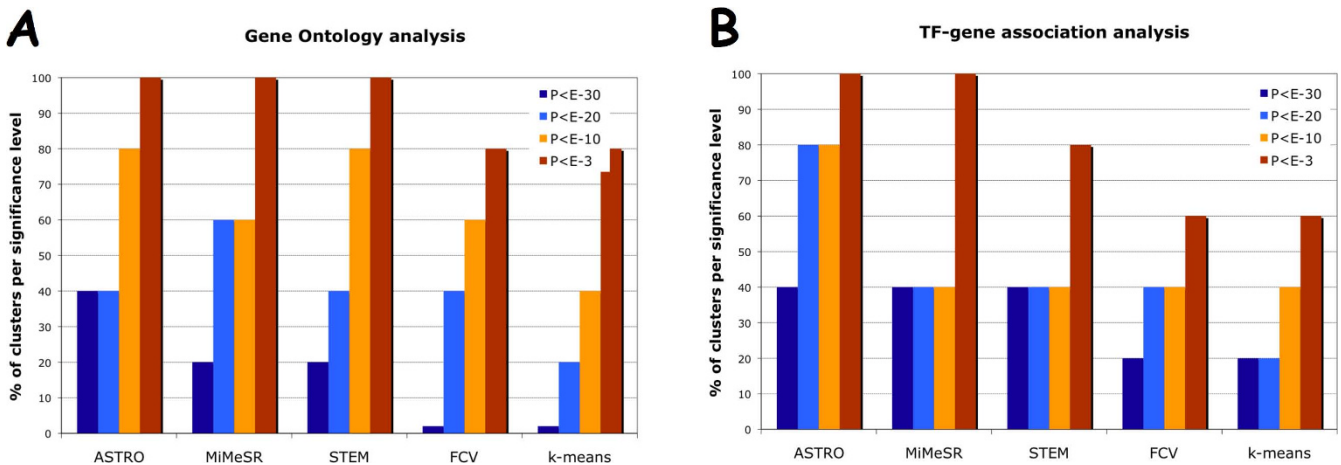 A
Gene Ontology analysis
% of clusters per significance level
100
90
80
70
60
50
40
30
20
10
0
P<E-30
P<E-20
P<E-10
P<E-3
ASTRO MiMeSR STEM FCV k-means
B
TF-gene association analysis
% of clusters per significance level
100
90
80
70
60
50
40
30
20
10
0
P<E-30
P<E-20
P<E-10
P<E-3
ASTRO MiMeSR STEM FCV k-means